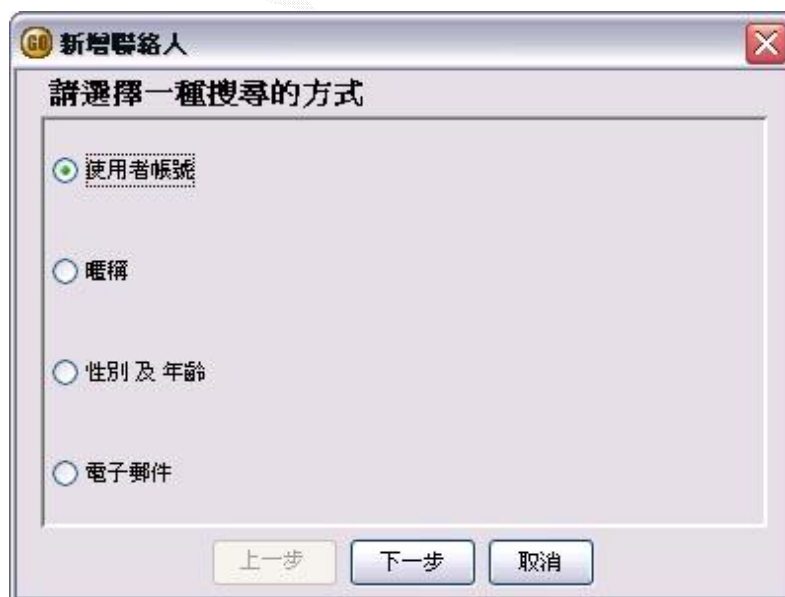 GO 新增聯絡人
請選擇一種搜尋的方式
使用者帳號
暱稱
性別 及 年齡
電子郵件
上一步 下一步 取消